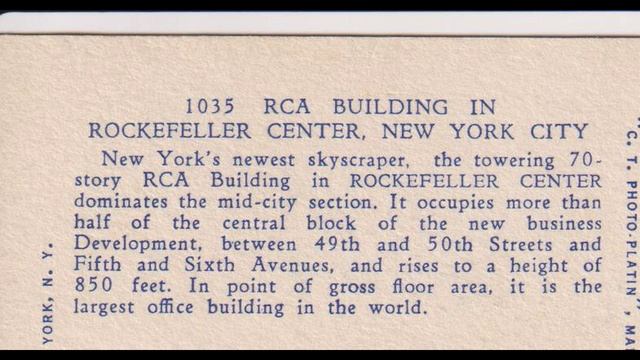 1035 RCA BUILDING IN
ROCKEFELLER CENTER, NEW YORK CITY
New York's newest skyscraper, the towering 70-
story RCA Building in ROCKEFELLER CENTER
dominates the mid-city section. It occupies more than
half of the central block of the new business
Development, between 49th and 50th Streets and
Fifth and Sixth Avenues, and rises to a height of
850 feet. In point of gross floor area, it is the
largest office building in the world.
YORK, N. Y.
C. T. PHOTO-PLATIN